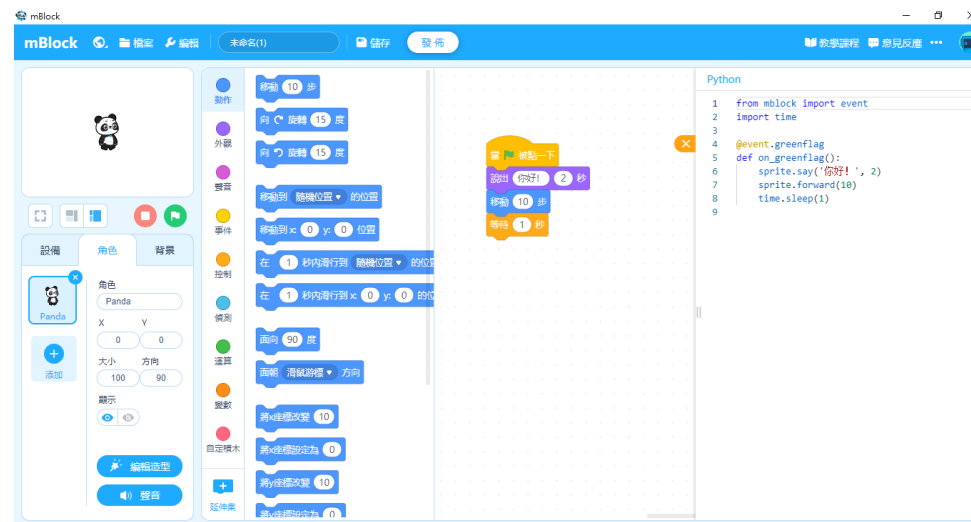 mBlock
mBlock 檔案 編輯 未命名(1) 儲存 發佈 教學課程 意見反應
移動 10 步
向 旋轉 15 度
向 旋轉 15 度
移動到 隨機位置 的位置
移動到 x: 0 y: 0 位置
在 1 秒內滑行到 隨機位置 的位置
在 1 秒內滑行到 x: 0 y: 0 的位
面向 90 度
面朝 滑鼠游標 方向
將x座標改變 10
將x座標設定為 0
將y座標改變 10
將y座標設定為 0
動作
外觀
聲音
事件
控制
偵測
運算
變數
自定積木
延伸集
設備 角色 背景
Panda
添加
角色
Panda
X Y
0 0
大小 方向
100 90
顯示
編輯造型
聲音
當 被點一下
說出 你好! 2 秒
移動 10 步
等待 1 秒
Python
1 from mblock import event
2 import time
3
4 @event.greenflag
5 def on_greenflag():
6 sprite.say('你好! ', 2)
7 sprite.forward(10)
8 time.sleep(1)
9